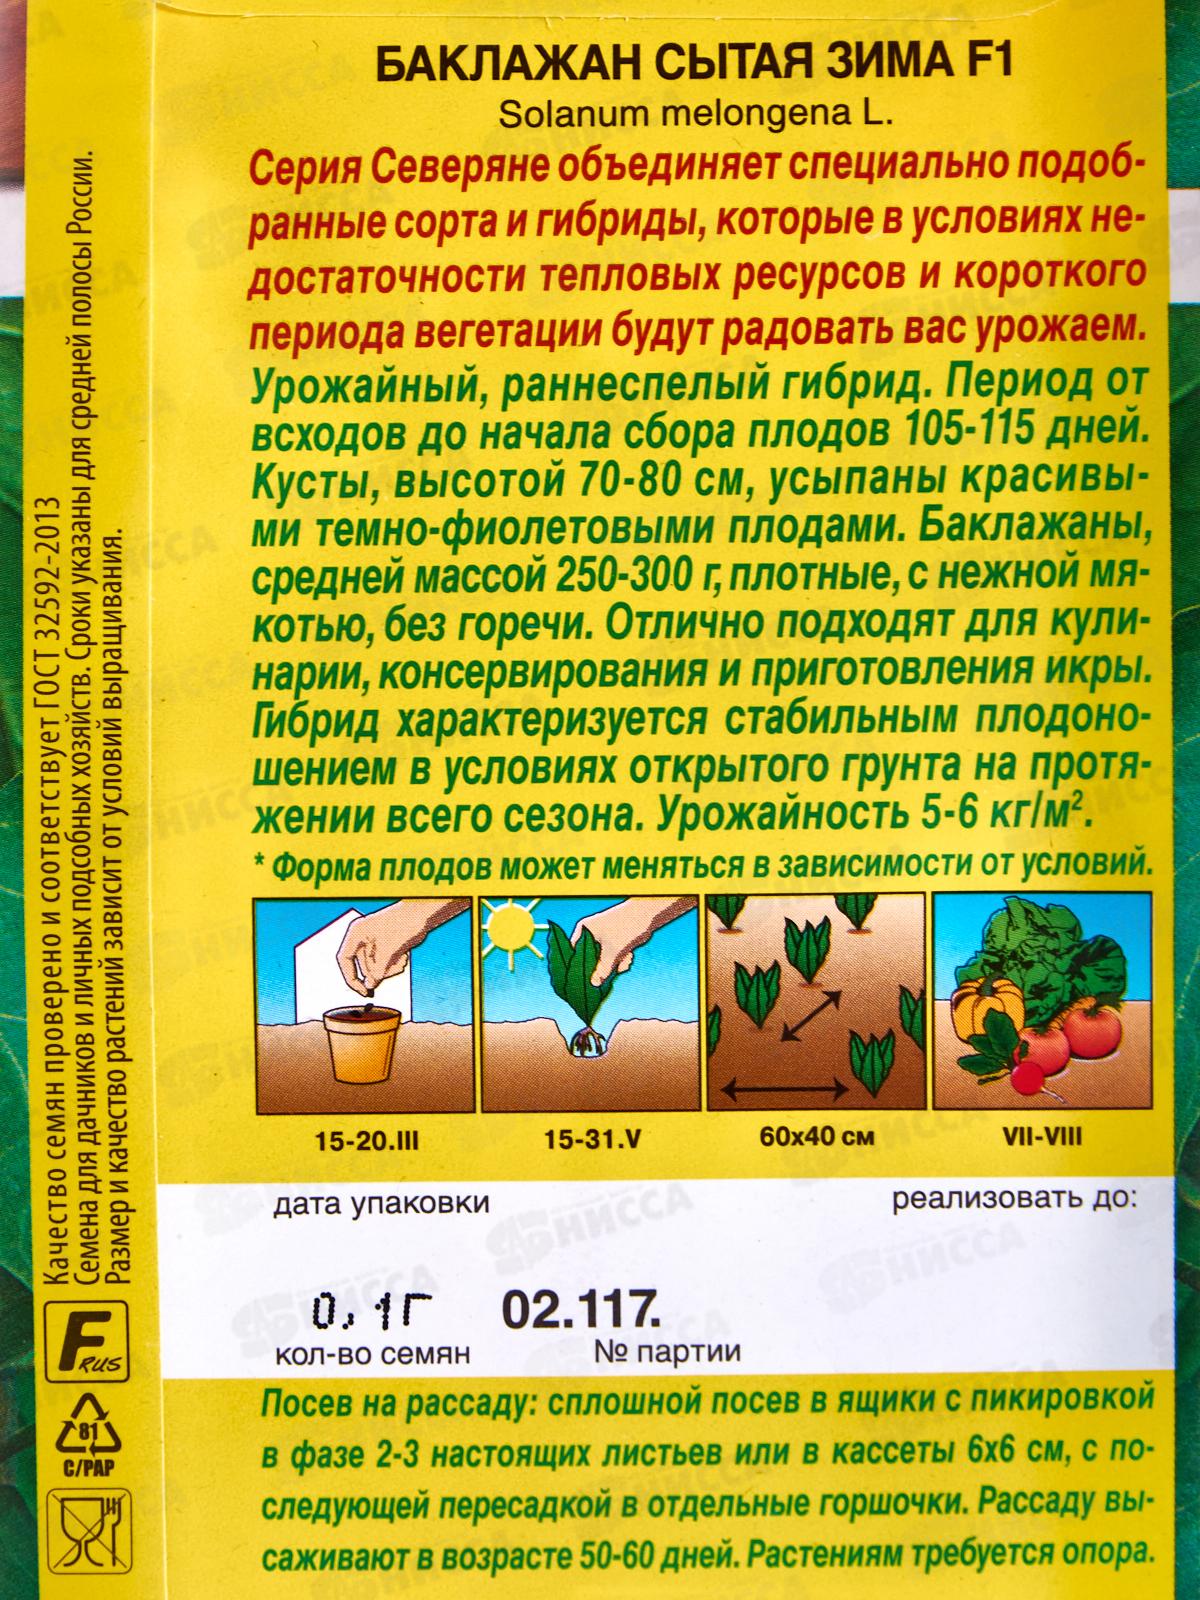 БАКЛАЖАН СЫТАЯ ЗИМА F1
Solanum melongena L.
Серия Северяне объединяет специально подоб-
ранные сорта и гибриды, которые в условиях не-
достаточности тепловых ресурсов и короткого
периода вегетации будут радовать вас урожаем.
Урожайный, раннеспелый гибрид. Период от
всходов до начала сбора плодов 105-115 дней.
Кусты, высотой 70-80 см, усыпаны красивы-
ми темно-фиолетовыми плодами. Баклажаны,
средней массой 250-300 г, плотные, с нежной мя-
котью, без горечи. Отлично подходят для кули-
нарии, консервирования и приготовления икры.
Гибрид характеризуется стабильным плодоно-
шением в условиях открытого грунта на протя-
жении всего сезона. Урожайность 5-6 кг/м².
* Форма плодов может меняться в зависимости от условий.
15-20.III
15-31.V
60x40 см
VII-VIII
дата упаковки
реализовать до:
0,1г
02.117.
кол-во семян
№ партии
Посев на рассаду: сплошной посев в ящики с пикировкой
в фазе 2-3 настоящих листьев или в кассеты 6x6 см, с по-
следующей пересадкой в отдельные горшочки. Рассаду вы-
саживают в возрасте 50-60 дней. Растениям требуется опора.
Качество семян проверено и соответствует ГОСТ 32592-2013
Семена для дачников и личных подсобных хозяйств. Сроки указаны для средней полосы России.
Размер и качество растений зависит от условий выращивания.
F RUS
81
C/PAP
АБНИССА